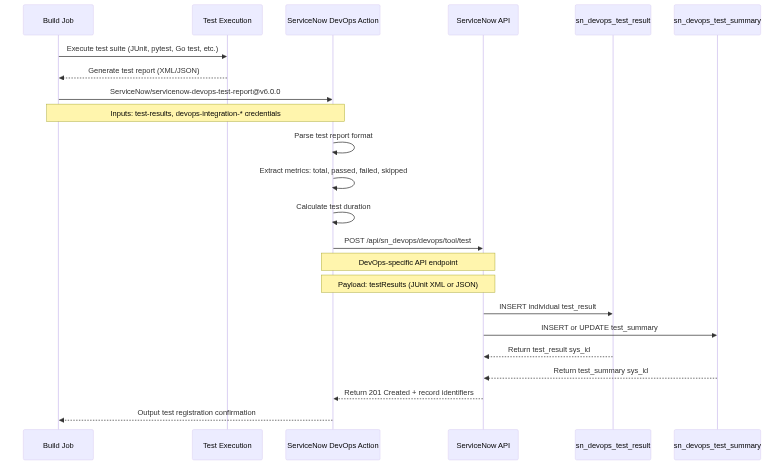 Build Job
Test Execution
ServiceNow DevOps Action
ServiceNow API
sn_devops_test_result
sn_devops_test_summary
Execute test suite (JUnit, pytest, Go test, etc.)
Generate test report (XML/JSON)
ServiceNow/servicenow-devops-test-report@v6.0.0
Inputs: test-results, devops-integration-* credentials
Parse test report format
Extract metrics: total, passed, failed, skipped
Calculate test duration
POST /api/sn_devops/devops/tool/test
DevOps-specific API endpoint
Payload: testResults (JUnit XML or JSON)
INSERT individual test_result
INSERT or UPDATE test_summary
Return test_result sys_id
Return test_summary sys_id
Return 201 Created + record identifiers
Output test registration confirmation
Build Job
Test Execution
ServiceNow DevOps Action
ServiceNow API
sn_devops_test_result
sn_devops_test_summary